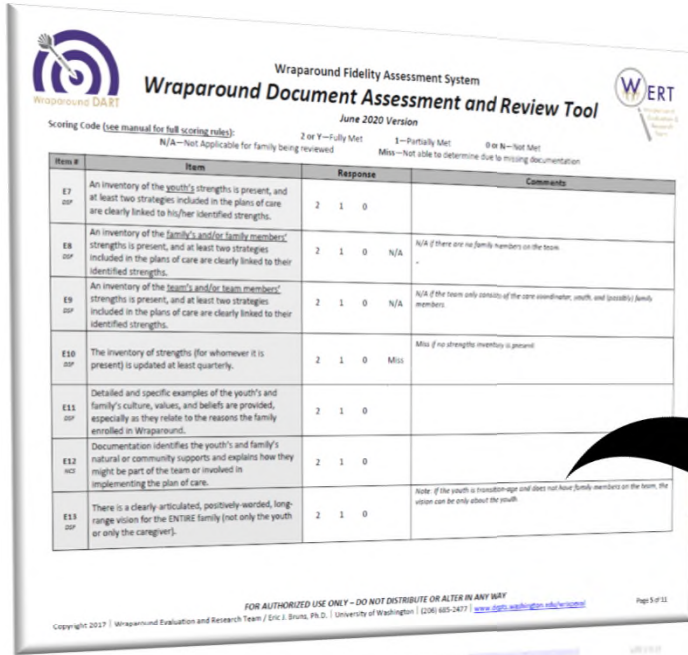 Wraparound DART
Wraparound Fidelity Assessment System
Wraparound Document Assessment and Review Tool
June 2020 Version
WERT
Wraparound
Evaluation &
Research
Team
Scoring Code (see manual for full scoring rules):
2 or Y—Fully Met 1—Partially Met 0 or N—Not Met
N/A—Not Applicable for family being reviewed Miss—Not able to determine due to missing documentation
Item # Item Response Comments
E7
DSP
An inventory of the youth's strengths is present, and
at least two strategies included in the plans of care
are clearly linked to his/her identified strengths.
2 1 0
E8
DSP
An inventory of the family's and/or family members'
strengths is present, and at least two strategies
included in the plans of care are clearly linked to their
identified strengths.
2 1 0 N/A
N/A if there are no family members on the team.
E9
DSP
An inventory of the team's and/or team members'
strengths is present, and at least two strategies
included in the plans of care are clearly linked to their
identified strengths.
2 1 0 N/A
N/A if the team only consists of the care coordinator, youth, and (possibly) family
members
E10
DSP
The inventory of strengths (for whomever it is
present) is updated at least quarterly.
2 1 0 Miss
Miss if no strengths inventory is present.
E11
DSP
Detailed and specific examples of the youth's and
family's culture, values, and beliefs are provided,
especially as they relate to the reasons the family
enrolled in Wraparound.
2 1 0
E12
NCS
Documentation identifies the youth's and family's
natural or community supports and explains how they
might be part of the team or involved in
implementing the plan of care.
2 1 0
E13
DSP
There is a clearly-articulated, positively-worded, long-
range vision for the ENTIRE family (not only the youth
or only the caregiver).
2 1 0
Note: if the youth is transition-age and does not have family members on the team, the
vision can be only about the youth.
FOR AUTHORIZED USE ONLY – DO NOT DISTRIBUTE OR ALTER IN ANY WAY
Copyright 2017 | Wraparound Evaluation and Research Team / Eric J. Bruns, Ph.D. | University of Washington | (206) 685-2477 |
Page 5 of 11